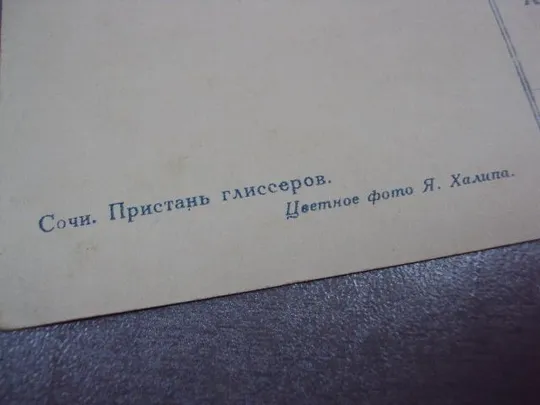 Сочи. Пристань глиссеров.
Цветное фото Я. Халипа.